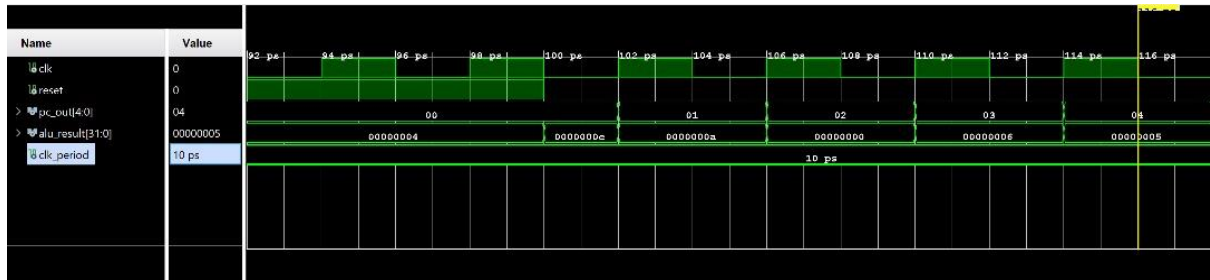 Name Value 92 ps 94 ps 96 ps 98 ps 100 ps 102 ps 104 ps 106 ps 108 ps 110 ps 112 ps 114 ps 116 ps
clk 0
reset 0
pc_out[4:0] 04 00 01 02 03 04
alu_result[31:0] 00000005 00000004 0000000c 0000000a 00000000 00000006 00000005
clk_period 10 ps 10 ps